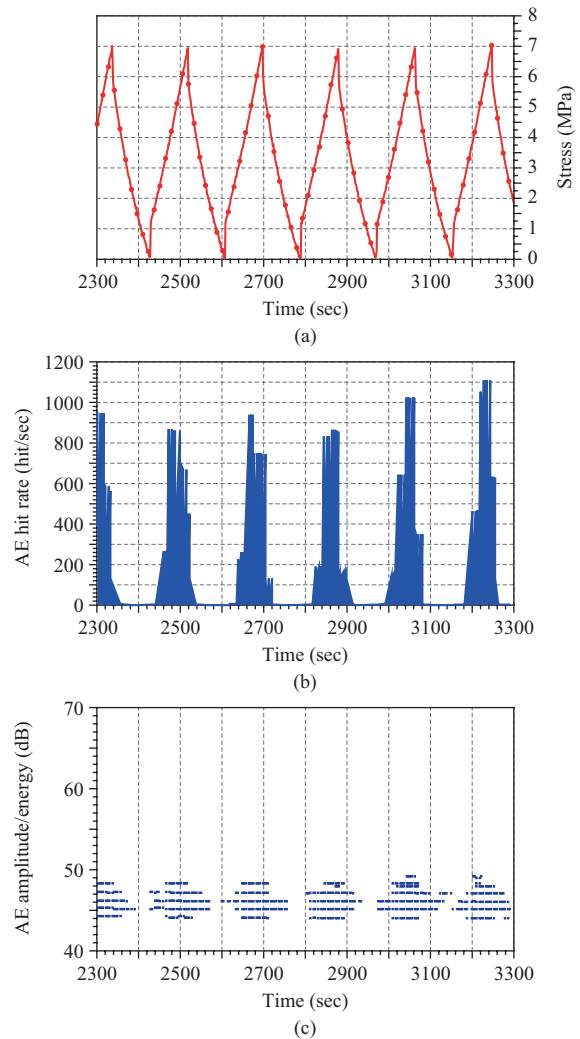 8
7
6
5
4
3
2
1
0
Stress (MPa)
2300 2500 2700 2900 3100 3300
Time (sec)
(a)
1200
1000
800
600
400
200
0
AE hit rate (hit/sec)
2300 2500 2700 2900 3100 3300
Time (sec)
(b)
70
60
50
40
AE amplitude/energy (dB)
2300 2500 2700 2900 3100 3300
Time (sec)
(c)